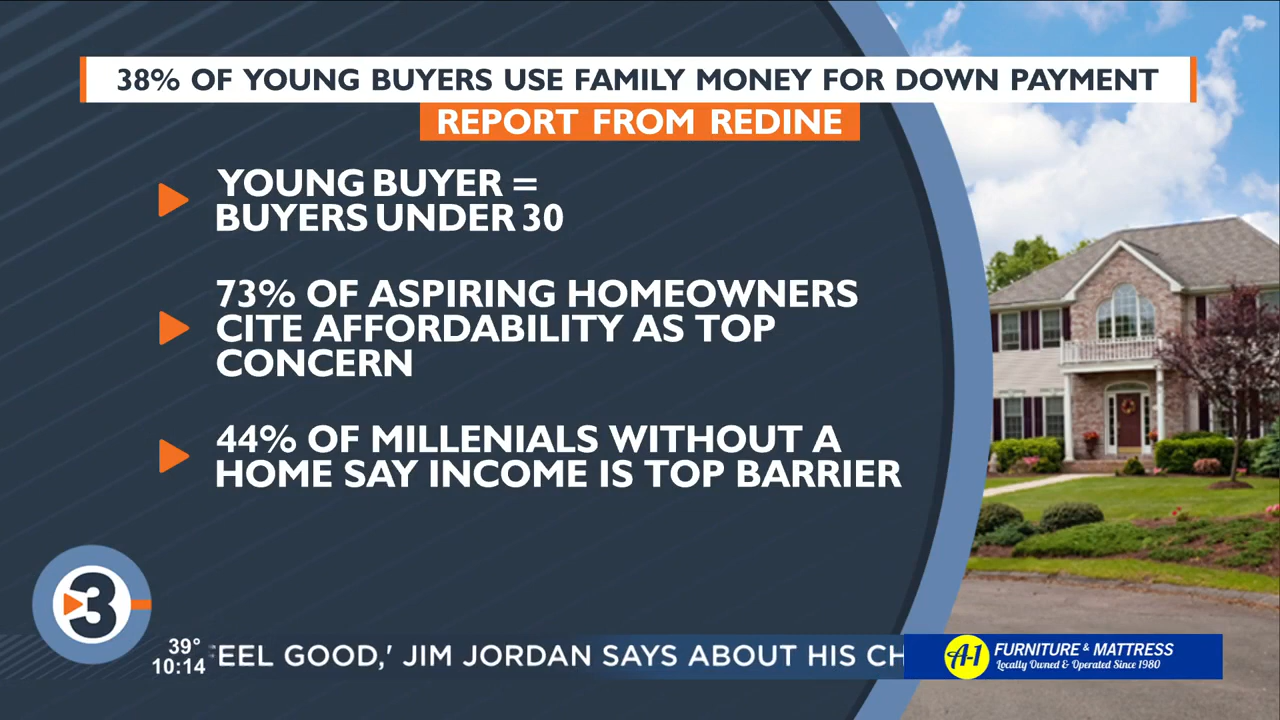 38% OF YOUNG BUYERS USE FAMILY MONEY FOR DOWN PAYMENT
REPORT FROM REDINE
YOUNG BUYER =
BUYERS UNDER 30
73% OF ASPIRING HOMEOWNERS
CITE AFFORDABILITY AS TOP
CONCERN
44% OF MILLENIALS WITHOUT A
HOME SAY INCOME IS TOP BARRIER
3
39°
10:14
EEL GOOD,' JIM JORDAN SAYS ABOUT HIS CH
A-1
FURNITURE & MATTRESS
Locally Owned & Operated Since 1980